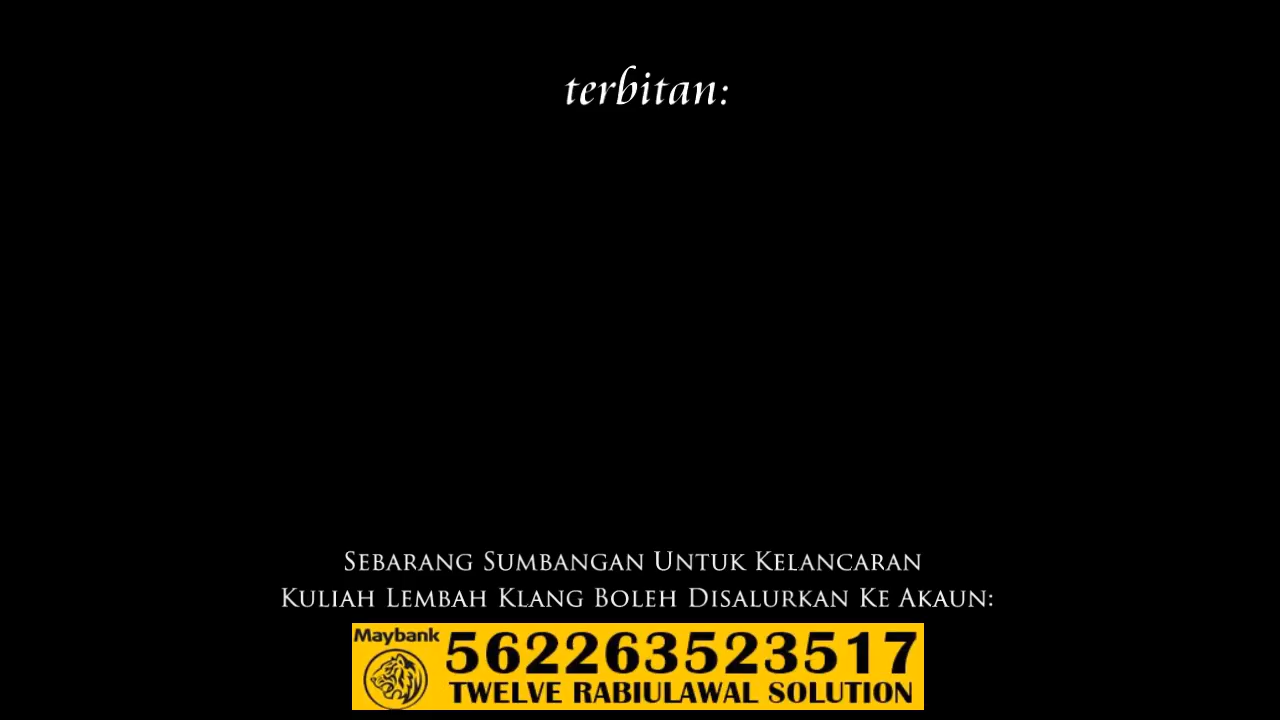 terbitan:
Sebarang Sumbangan Untuk Kelancaran
Kuliah Lembah Klang Boleh Disalurkan Ke Akaun:
Maybank
562263523517
TWELVE RABIULAWAL SOLUTION